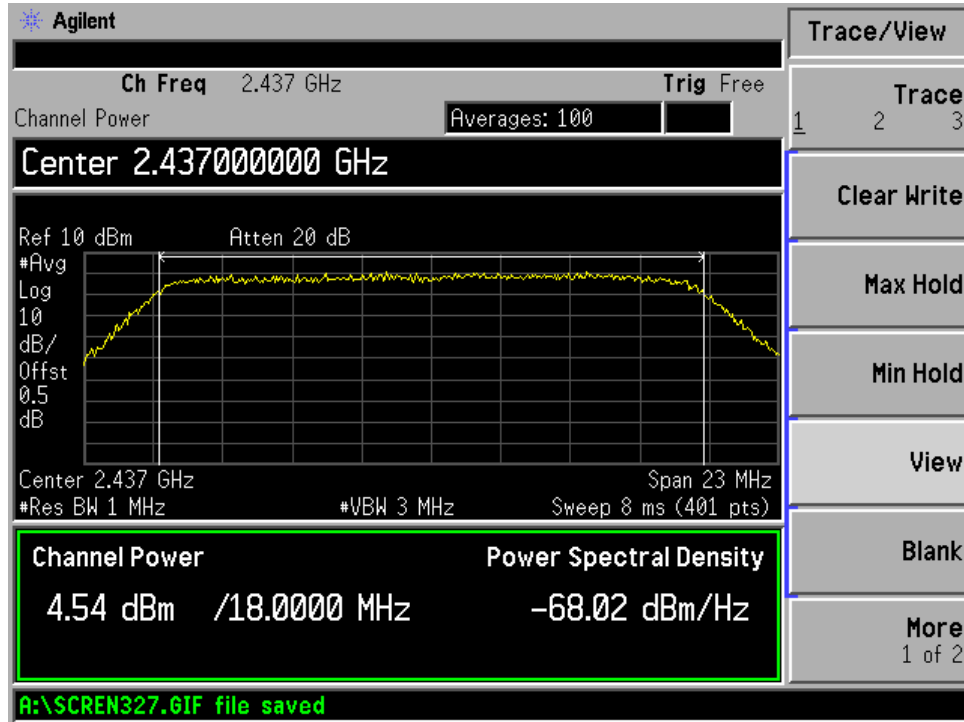 Agilent
Trace/View
Ch Freq 2.437 GHz Trig Free
Channel Power Averages: 100
Trace
1 2 3
Center 2.437000000 GHz
Clear Write
Ref 10 dBm Atten 20 dB
#Avg
Log
10
dB/
Offst
0.5
dB
Max Hold
Min Hold
View
Center 2.437 GHz Span 23 MHz
#Res BW 1 MHz #VBW 3 MHz Sweep 8 ms (401 pts)
Channel Power Power Spectral Density
4.54 dBm /18.0000 MHz -68.02 dBm/Hz
Blank
More
1 of 2
A:\SCREN327.GIF file saved